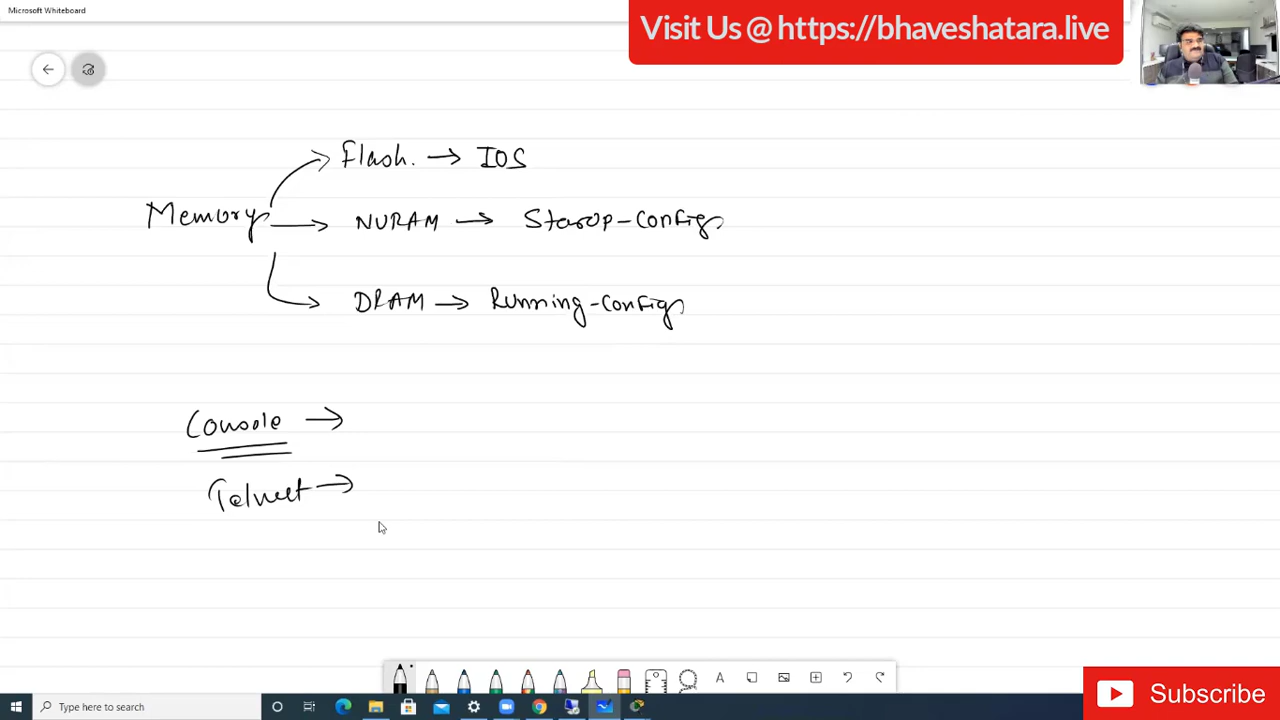 Microsoft Whiteboard
Visit Us @ https://bhaveshatara.live
Flash. → IOS
Memory → NVRAM → StarUp-Config
DRAM → Running-Config
Console →
Telnet →
A
Type here to search
Subscribe